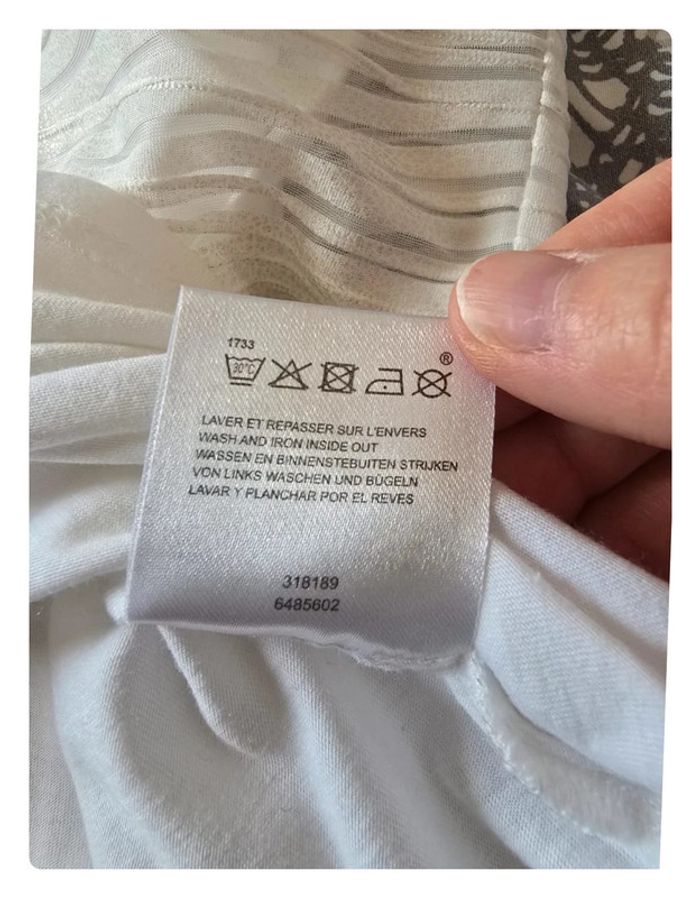 1733
®
30°C
LAVER ET REPASSER SUR L'ENVERS
WASH AND IRON INSIDE OUT
WASSEN EN BINNENSTEBUITEN STRIJKEN
VON LINKS WASCHEN UND BÜGELN
LAVAR Y PLANCHAR POR EL REVES
318189
6485602